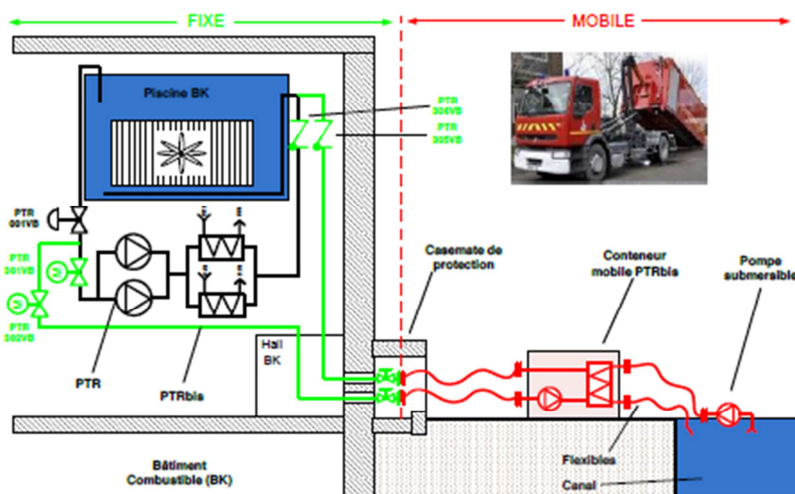 FIXE
MOBILE
Piscine BK
PTR
306VB
PTR
305VB
PTR
001VB
PTR
301VB
PTR
302VB
PTR
PTRbis
Hall
BK
Casemate de
protection
Conteneur
mobile PTRbis
Pompe
submersible
Flexibles
Canal
Bâtiment
Combustible (BK)